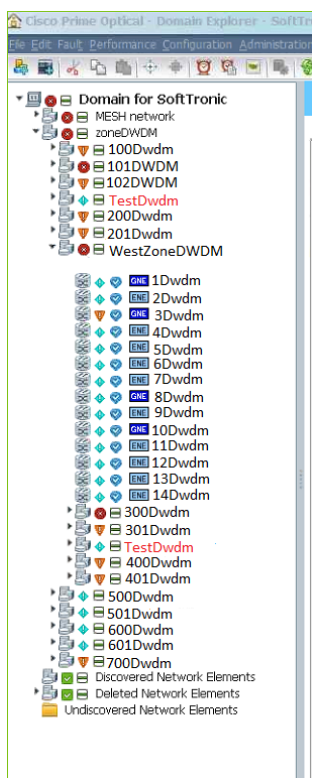 Cisco Prime Optical - Domain Explorer - SoftTr
File Edit Fault Performance Configuration Administration
Domain for SoftTronic
MESH network
zoneDWDM
100Dwdm
101DWDM
102DWDM
TestDwdm
200Dwdm
201Dwdm
WestZoneDWDM
GNE 1Dwdm
ENE 2Dwdm
GNE 3Dwdm
ENE 4Dwdm
ENE 5Dwdm
ENE 6Dwdm
ENE 7Dwdm
GNE 8Dwdm
ENE 9Dwdm
GNE 10Dwdm
ENE 11Dwdm
ENE 12Dwdm
ENE 13Dwdm
ENE 14Dwdm
300Dwdm
301Dwdm
TestDwdm
400Dwdm
401Dwdm
500Dwdm
501Dwdm
600Dwdm
601Dwdm
700Dwdm
Discovered Network Elements
Deleted Network Elements
Undiscovered Network Elements